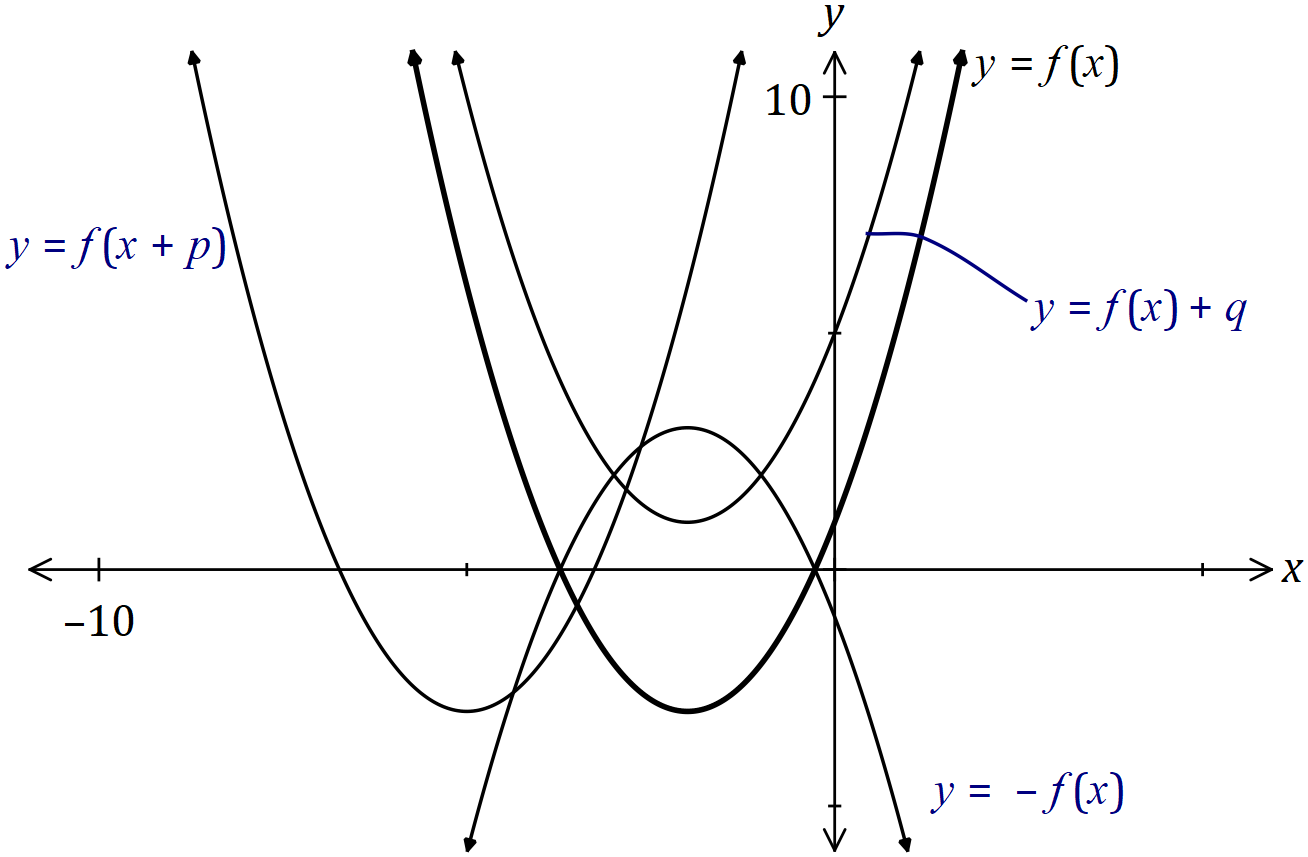 y
y = f(x)
10
y = f(x + p)
y = f(x) + q
x
–10
y = – f(x)